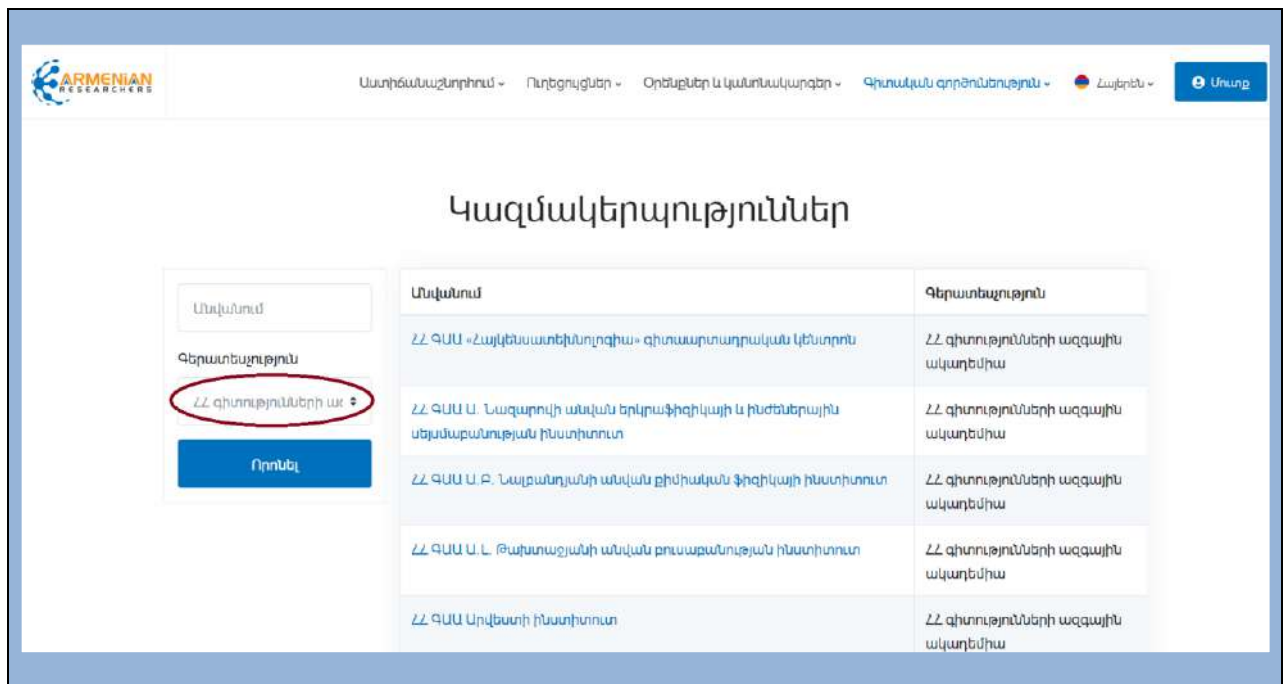 ARMENIAN
RESEARCHERS
Աստիճանաշնորհում
Ուղեցույցներ
Օրենքներ և կանոնակարգեր
Գիտական գործունեություն
Հայերեն
Մուտք
Կազմակերպություններ
Անվանում
Գերատեսչություն
ՀՀ գիտությունների ազ
Որոնել
Անվանում
Գերատեսչություն
ՀՀ ԳԱԱ «Հայկենսատեխնոլոգիա» գիտաարտադրական կենտրոն
ՀՀ գիտությունների ազգային
ակադեմիա
ՀՀ ԳԱԱ Ա. Նազարովի անվան երկրաֆիզիկայի և ինժեներային
սեյսմաբանության ինստիտուտ
ՀՀ գիտությունների ազգային
ակադեմիա
ՀՀ ԳԱԱ Ա.Բ. Նալբանդյանի անվան քիմիական ֆիզիկայի ինստիտուտ
ՀՀ գիտությունների ազգային
ակադեմիա
ՀՀ ԳԱԱ Ա.Լ. Թախտաջյանի անվան բուսաբանության ինստիտուտ
ՀՀ գիտությունների ազգային
ակադեմիա
ՀՀ ԳԱԱ Արվեստի ինստիտուտ
ՀՀ գիտությունների ազգային
ակադեմիա